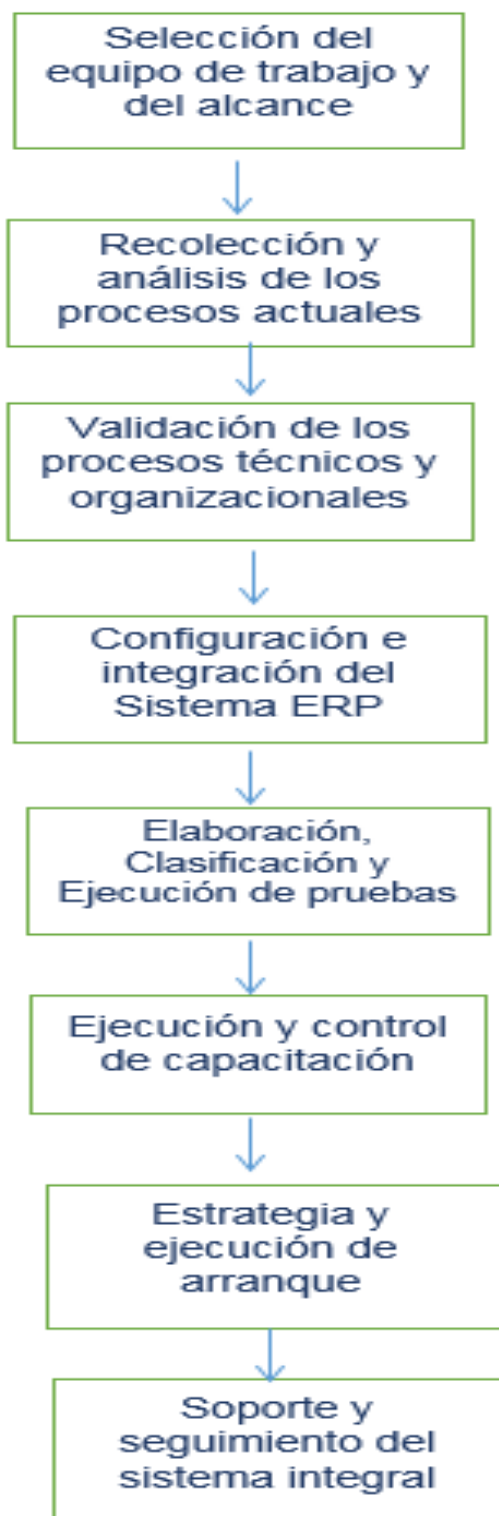 Selección del
equipo de trabajo y
del alcance
Recolección y
análisis de los
procesos actuales
Validación de los
procesos técnicos y
organizacionales
Configuración e
integración del
Sistema ERP
Elaboración,
Clasificación y
Ejecución de pruebas
Ejecución y control
de capacitación
Estrategia y
ejecución de
arranque
Soporte y
seguimiento del
sistema integral